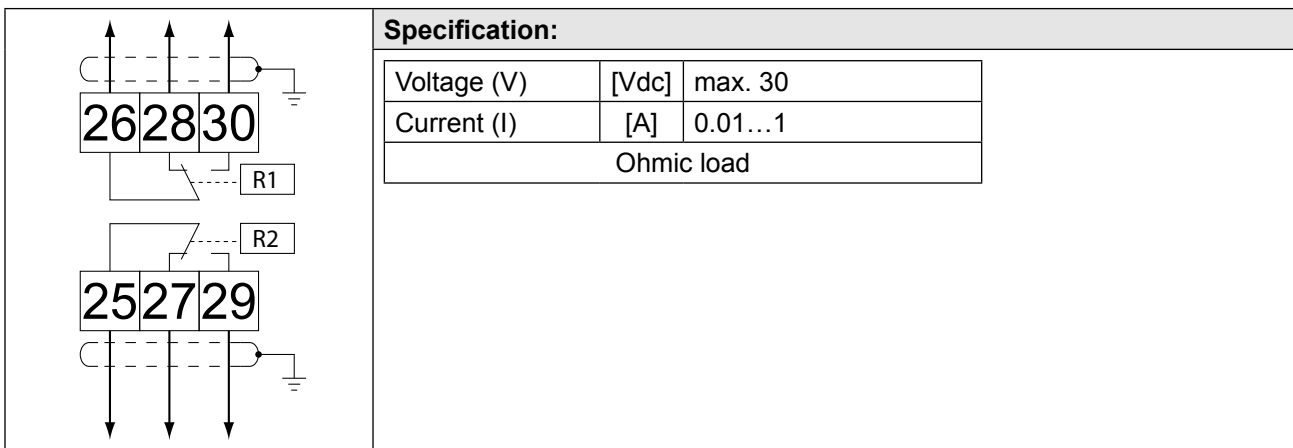 26 28 30
R1
R2
25 27 29
Specification:
Voltage (V) [Vdc] max. 30
Current (I) [A] 0.01…1
Ohmic load